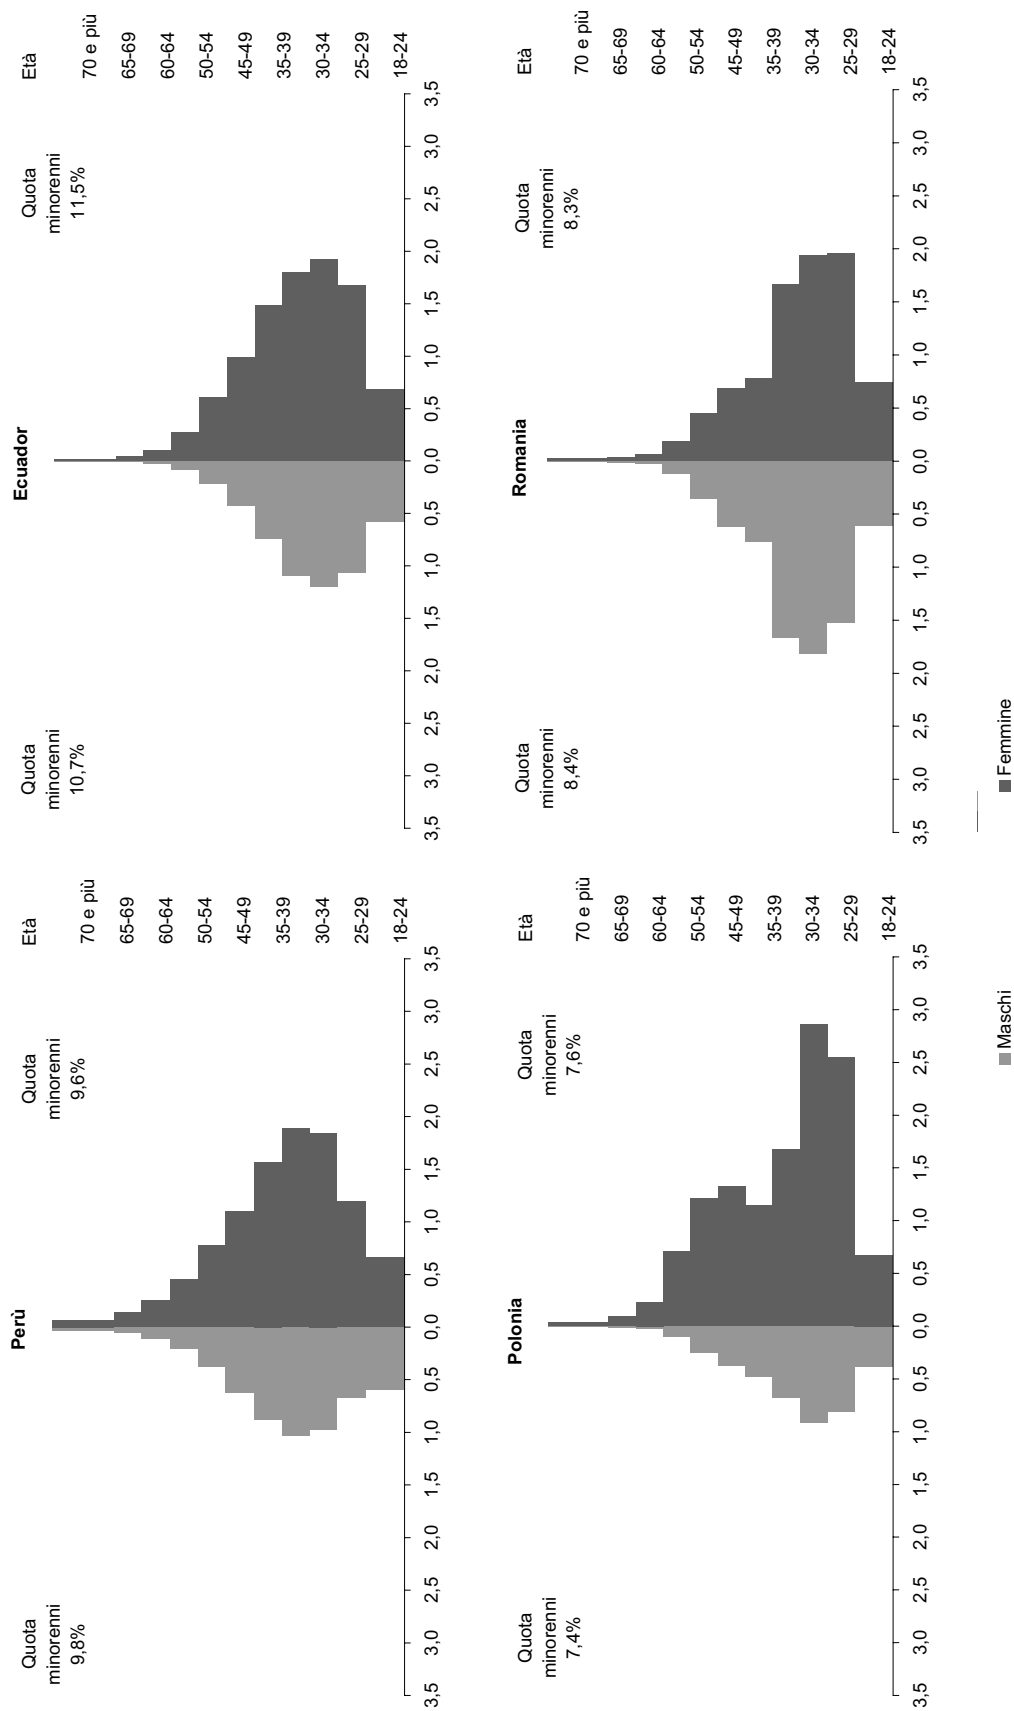 Perù
Quota
minorenni
9,8%
Quota
minorenni
9,6%
Età
70 e più
65-69
60-64
50-54
45-49
35-39
30-34
25-29
18-24
3,5 3,0 2,5 2,0 1,5 1,0 0,5 0,0 0,5 1,0 1,5 2,0 2,5 3,0 3,5
Ecuador
Quota
minorenni
10,7%
Quota
minorenni
11,5%
Età
70 e più
65-69
60-64
50-54
45-49
35-39
30-34
25-29
18-24
3,5 3,0 2,5 2,0 1,5 1,0 0,5 0,0 0,5 1,0 1,5 2,0 2,5 3,0 3,5
Polonia
Quota
minorenni
7,4%
Quota
minorenni
7,6%
Età
70 e più
65-69
60-64
50-54
45-49
35-39
30-34
25-29
18-24
3,5 3,0 2,5 2,0 1,5 1,0 0,5 0,0 0,5 1,0 1,5 2,0 2,5 3,0 3,5
Romania
Quota
minorenni
8,4%
Quota
minorenni
8,3%
Età
70 e più
65-69
60-64
50-54
45-49
35-39
30-34
25-29
18-24
3,5 3,0 2,5 2,0 1,5 1,0 0,5 0,0 0,5 1,0 1,5 2,0 2,5 3,0 3,5
Maschi
Femmine